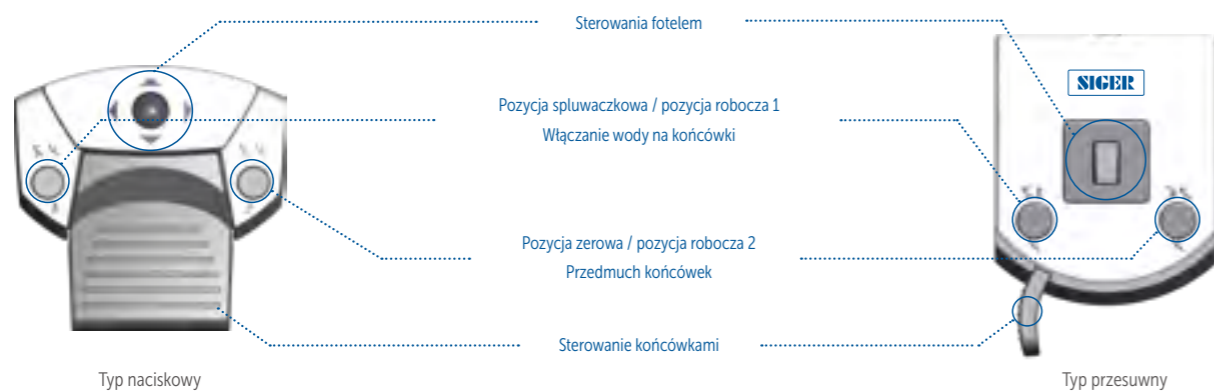 Sterowania fotelem
SIGER
Pozycja spluwaczkowa / pozycja robocza 1
Włączanie wody na końcówki
Pozycja zerowa / pozycja robocza 2
Przedmuch końcówek
Sterowanie końcówkami
Typ naciskowy
Typ przesuwny